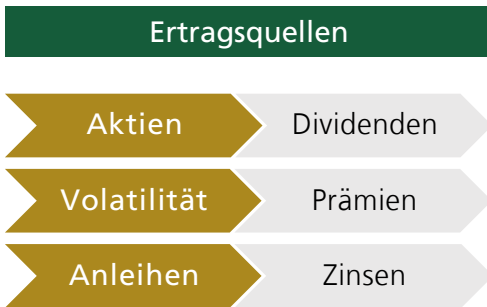 Ertragsquellen
Aktien Dividenden
Volatilität Prämien
Anleihen Zinsen